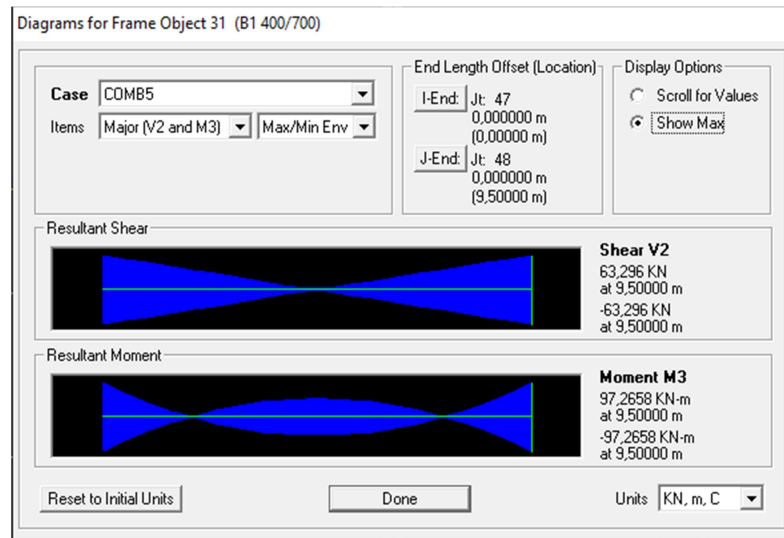 Diagrams for Frame Object 31 (B1 400/700)
Case COMB5
Items Major (V2 and M3) Max/Min Env
End Length Offset (Location)
I-End: Jt: 47
0,000000 m
(0,00000 m)
J-End: Jt: 48
0,000000 m
(9,50000 m)
Display Options
Scroll for Values
Show Max
Resultant Shear
Shear V2
63,296 KN
at 9,50000 m
-63,296 KN
at 9,50000 m
Resultant Moment
Moment M3
97,2658 KN-m
at 9,50000 m
-97,2658 KN-m
at 9,50000 m
Reset to Initial Units
Done
Units KN, m, C